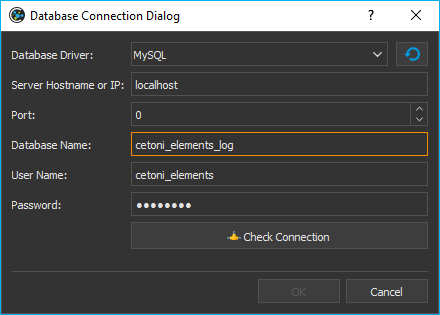 Database Connection Dialog
?
Database Driver: MySQL
Server Hostname or IP: localhost
Port: 0
Database Name: cetoni_elements_log
User Name: cetoni_elements
Password: ●●●●●●●●
Check Connection
OK Cancel